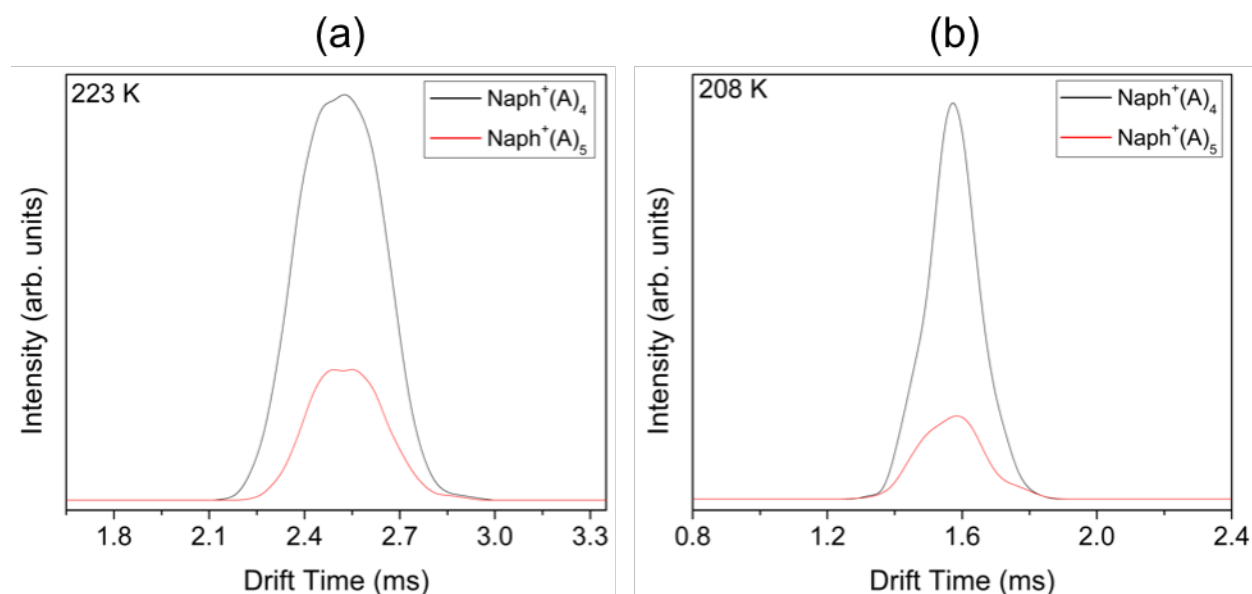 (a)
223 K
Naph⁺(A)₄
Naph⁺(A)₅
Intensity (arb. units)
1.8 2.1 2.4 2.7 3.0 3.3
Drift Time (ms)
(b)
208 K
Naph⁺(A)₄
Naph⁺(A)₅
Intensity (arb. units)
0.8 1.2 1.6 2.0 2.4
Drift Time (ms)